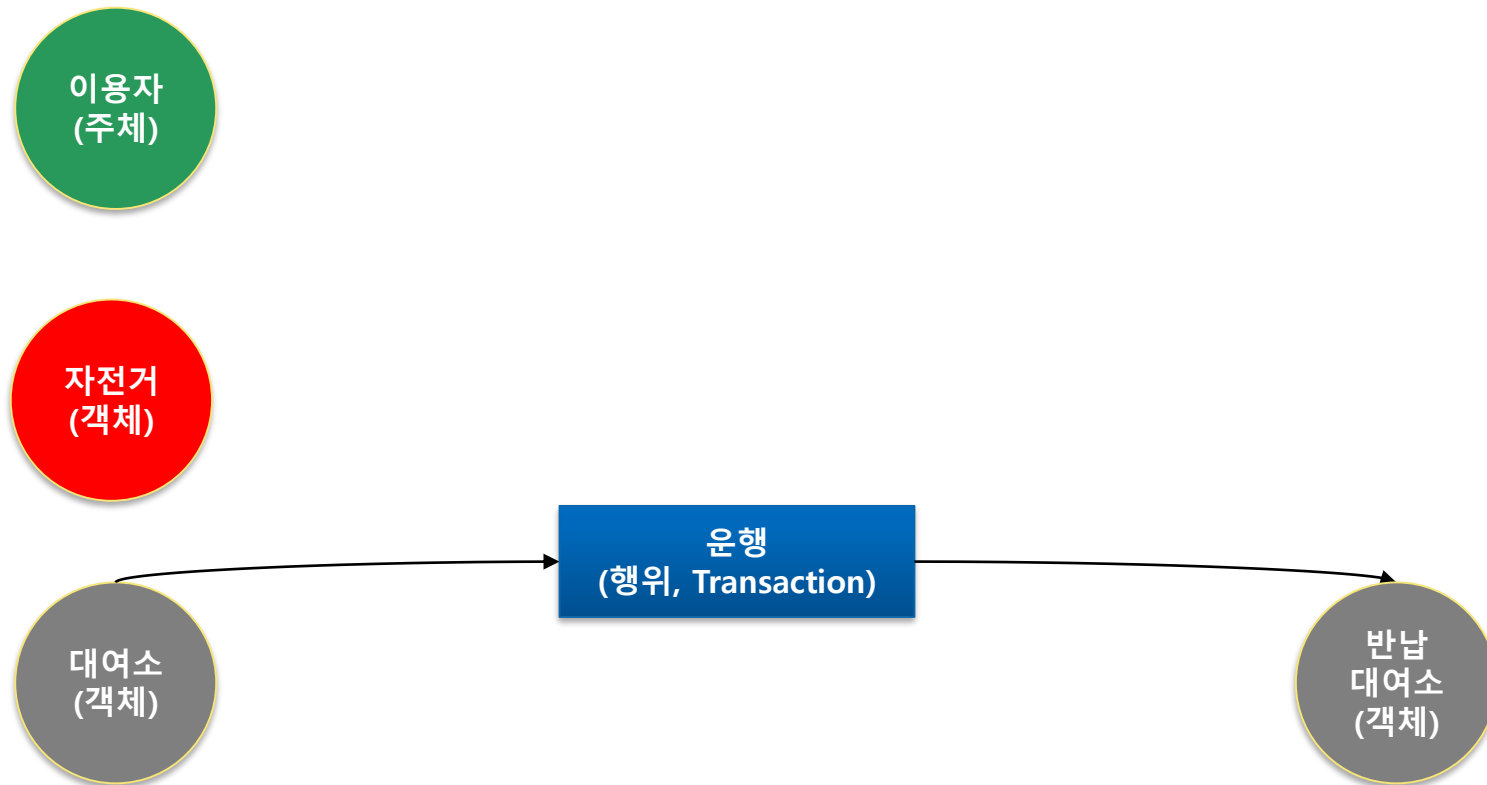 이용자
(주체)
자전거
(객체)
운행
(행위, Transaction)
대여소
(객체)
반납
대여소
(객체)